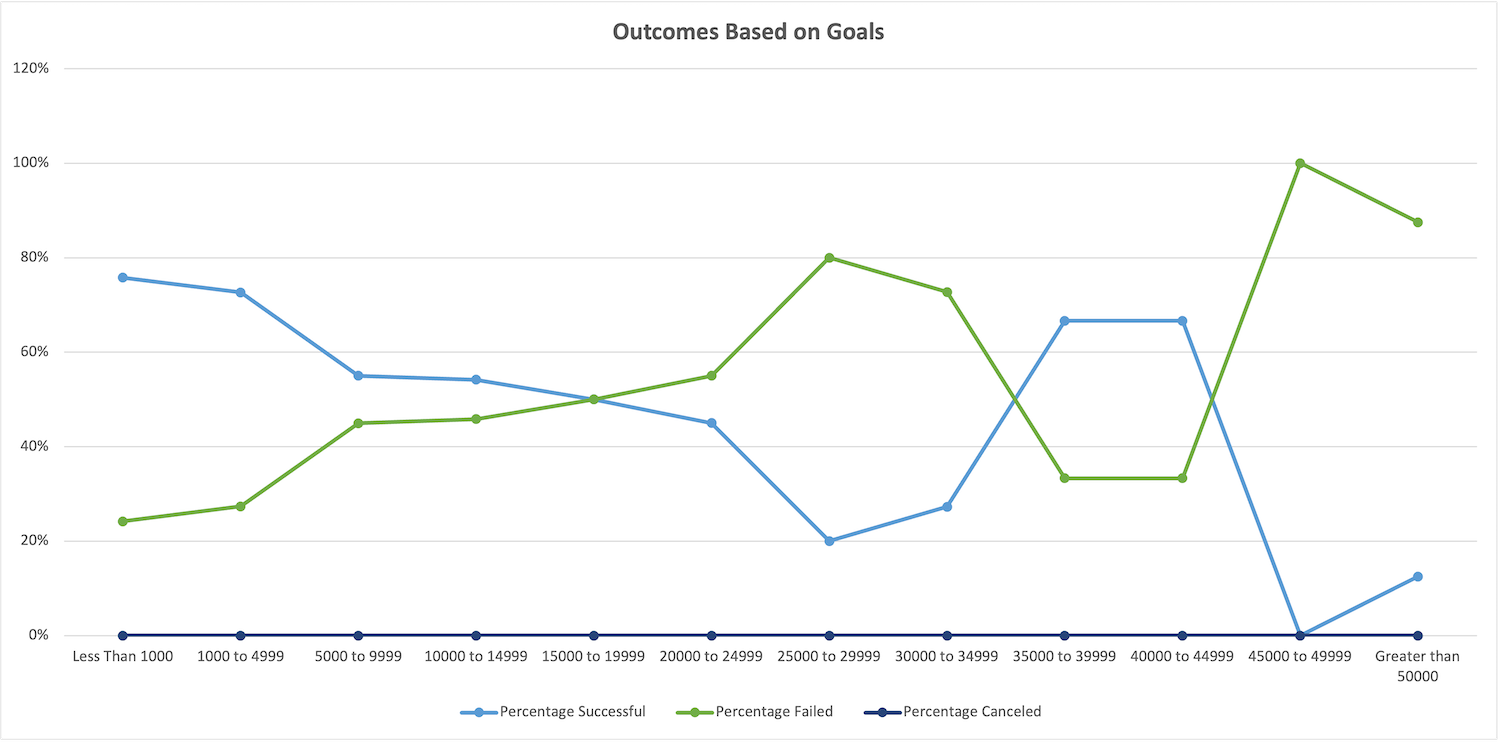 Outcomes Based on Goals
120%
100%
80%
60%
40%
20%
0%
Less Than 1000 1000 to 4999 5000 to 9999 10000 to 14999 15000 to 19999 20000 to 24999 25000 to 29999 30000 to 34999 35000 to 39999 40000 to 44999 45000 to 49999 Greater than
50000
Percentage Successful Percentage Failed Percentage Canceled